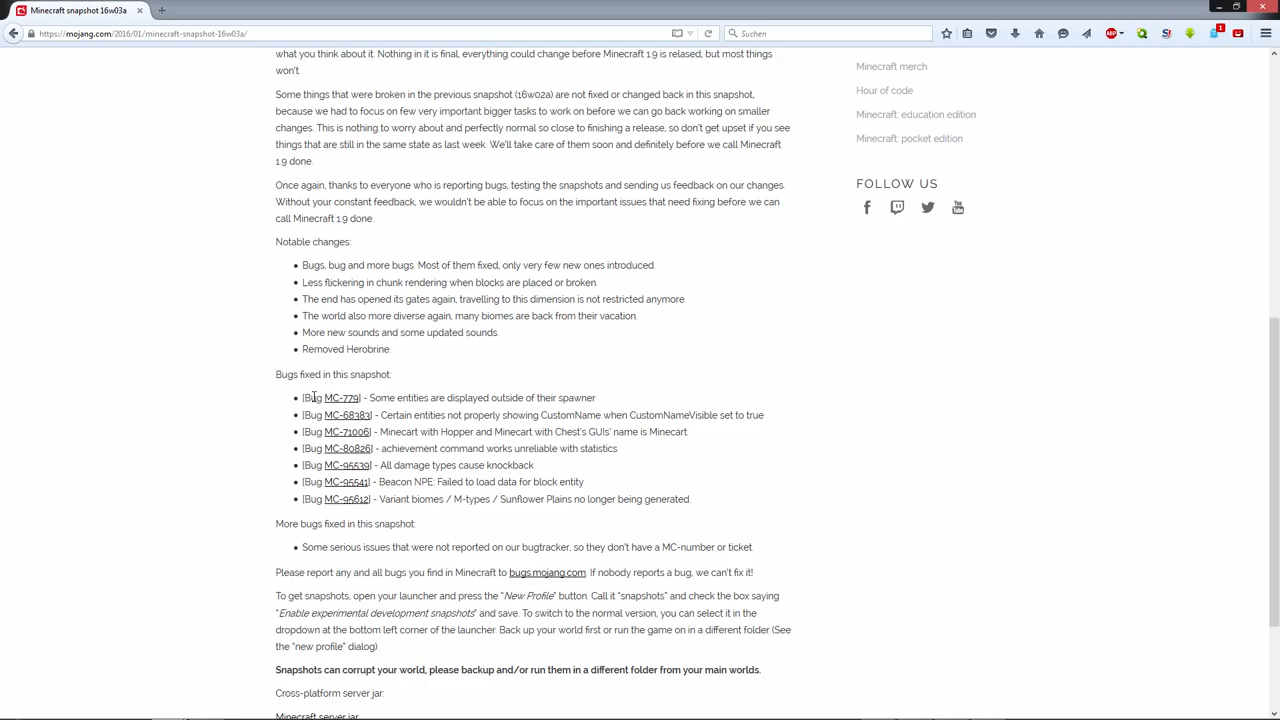 Minecraft snapshot 16w03a
https://mojang.com/2016/01/minecraft-snapshot-16w03a/
Suchen
ABP
1
what you think about it. Nothing in it is final, everything could change before Minecraft 1.9 is relased, but most things
won't.
Some things that were broken in the previous snapshot (16w02a) are not fixed or changed back in this snapshot,
because we had to focus on few very important bigger tasks to work on before we can go back working on smaller
changes. This is nothing to worry about and perfectly normal so close to finishing a release, so don't get upset if you see
things that are still in the same state as last week. We'll take care of them soon and definitely before we call Minecraft
1.9 done.
Once again, thanks to everyone who is reporting bugs, testing the snapshots and sending us feedback on our changes.
Without your constant feedback, we wouldn't be able to focus on the important issues that need fixing before we can
call Minecraft 1.9 done.
Notable changes:
Bugs, bug and more bugs. Most of them fixed, only very few new ones introduced.
Less flickering in chunk rendering when blocks are placed or broken.
The end has opened its gates again, travelling to this dimension is not restricted anymore.
The world also more diverse again, many biomes are back from their vacation.
More new sounds and some updated sounds.
Removed Herobrine.
Bugs fixed in this snapshot:
[Bug MC-779] - Some entities are displayed outside of their spawner
[Bug MC-68383] - Certain entities not properly showing CustomName when CustomNameVisible set to true
[Bug MC-71006] - Minecart with Hopper and Minecart with Chest's GUIs' name is Minecart.
[Bug MC-80826] - achievement command works unreliable with statistics
[Bug MC-95539] - All damage types cause knockback
[Bug MC-95541] - Beacon NPE: Failed to load data for block entity
[Bug MC-95612] - Variant biomes / M-types / Sunflower Plains no longer being generated.
More bugs fixed in this snapshot:
Some serious issues that were not reported on our bugtracker, so they don't have a MC-number or ticket.
Please report any and all bugs you find in Minecraft to bugs.mojang.com. If nobody reports a bug, we can't fix it!
To get snapshots, open your launcher and press the "New Profile" button. Call it "snapshots" and check the box saying
"Enable experimental development snapshots" and save. To switch to the normal version, you can select it in the
dropdown at the bottom left corner of the launcher. Back up your world first or run the game on in a different folder (See
the "new profile" dialog).
Snapshots can corrupt your world, please backup and/or run them in a different folder from your main worlds.
Cross-platform server jar:
Minecraft server jar
Minecraft merch
Hour of code
Minecraft: education edition
Minecraft: pocket edition
FOLLOW US